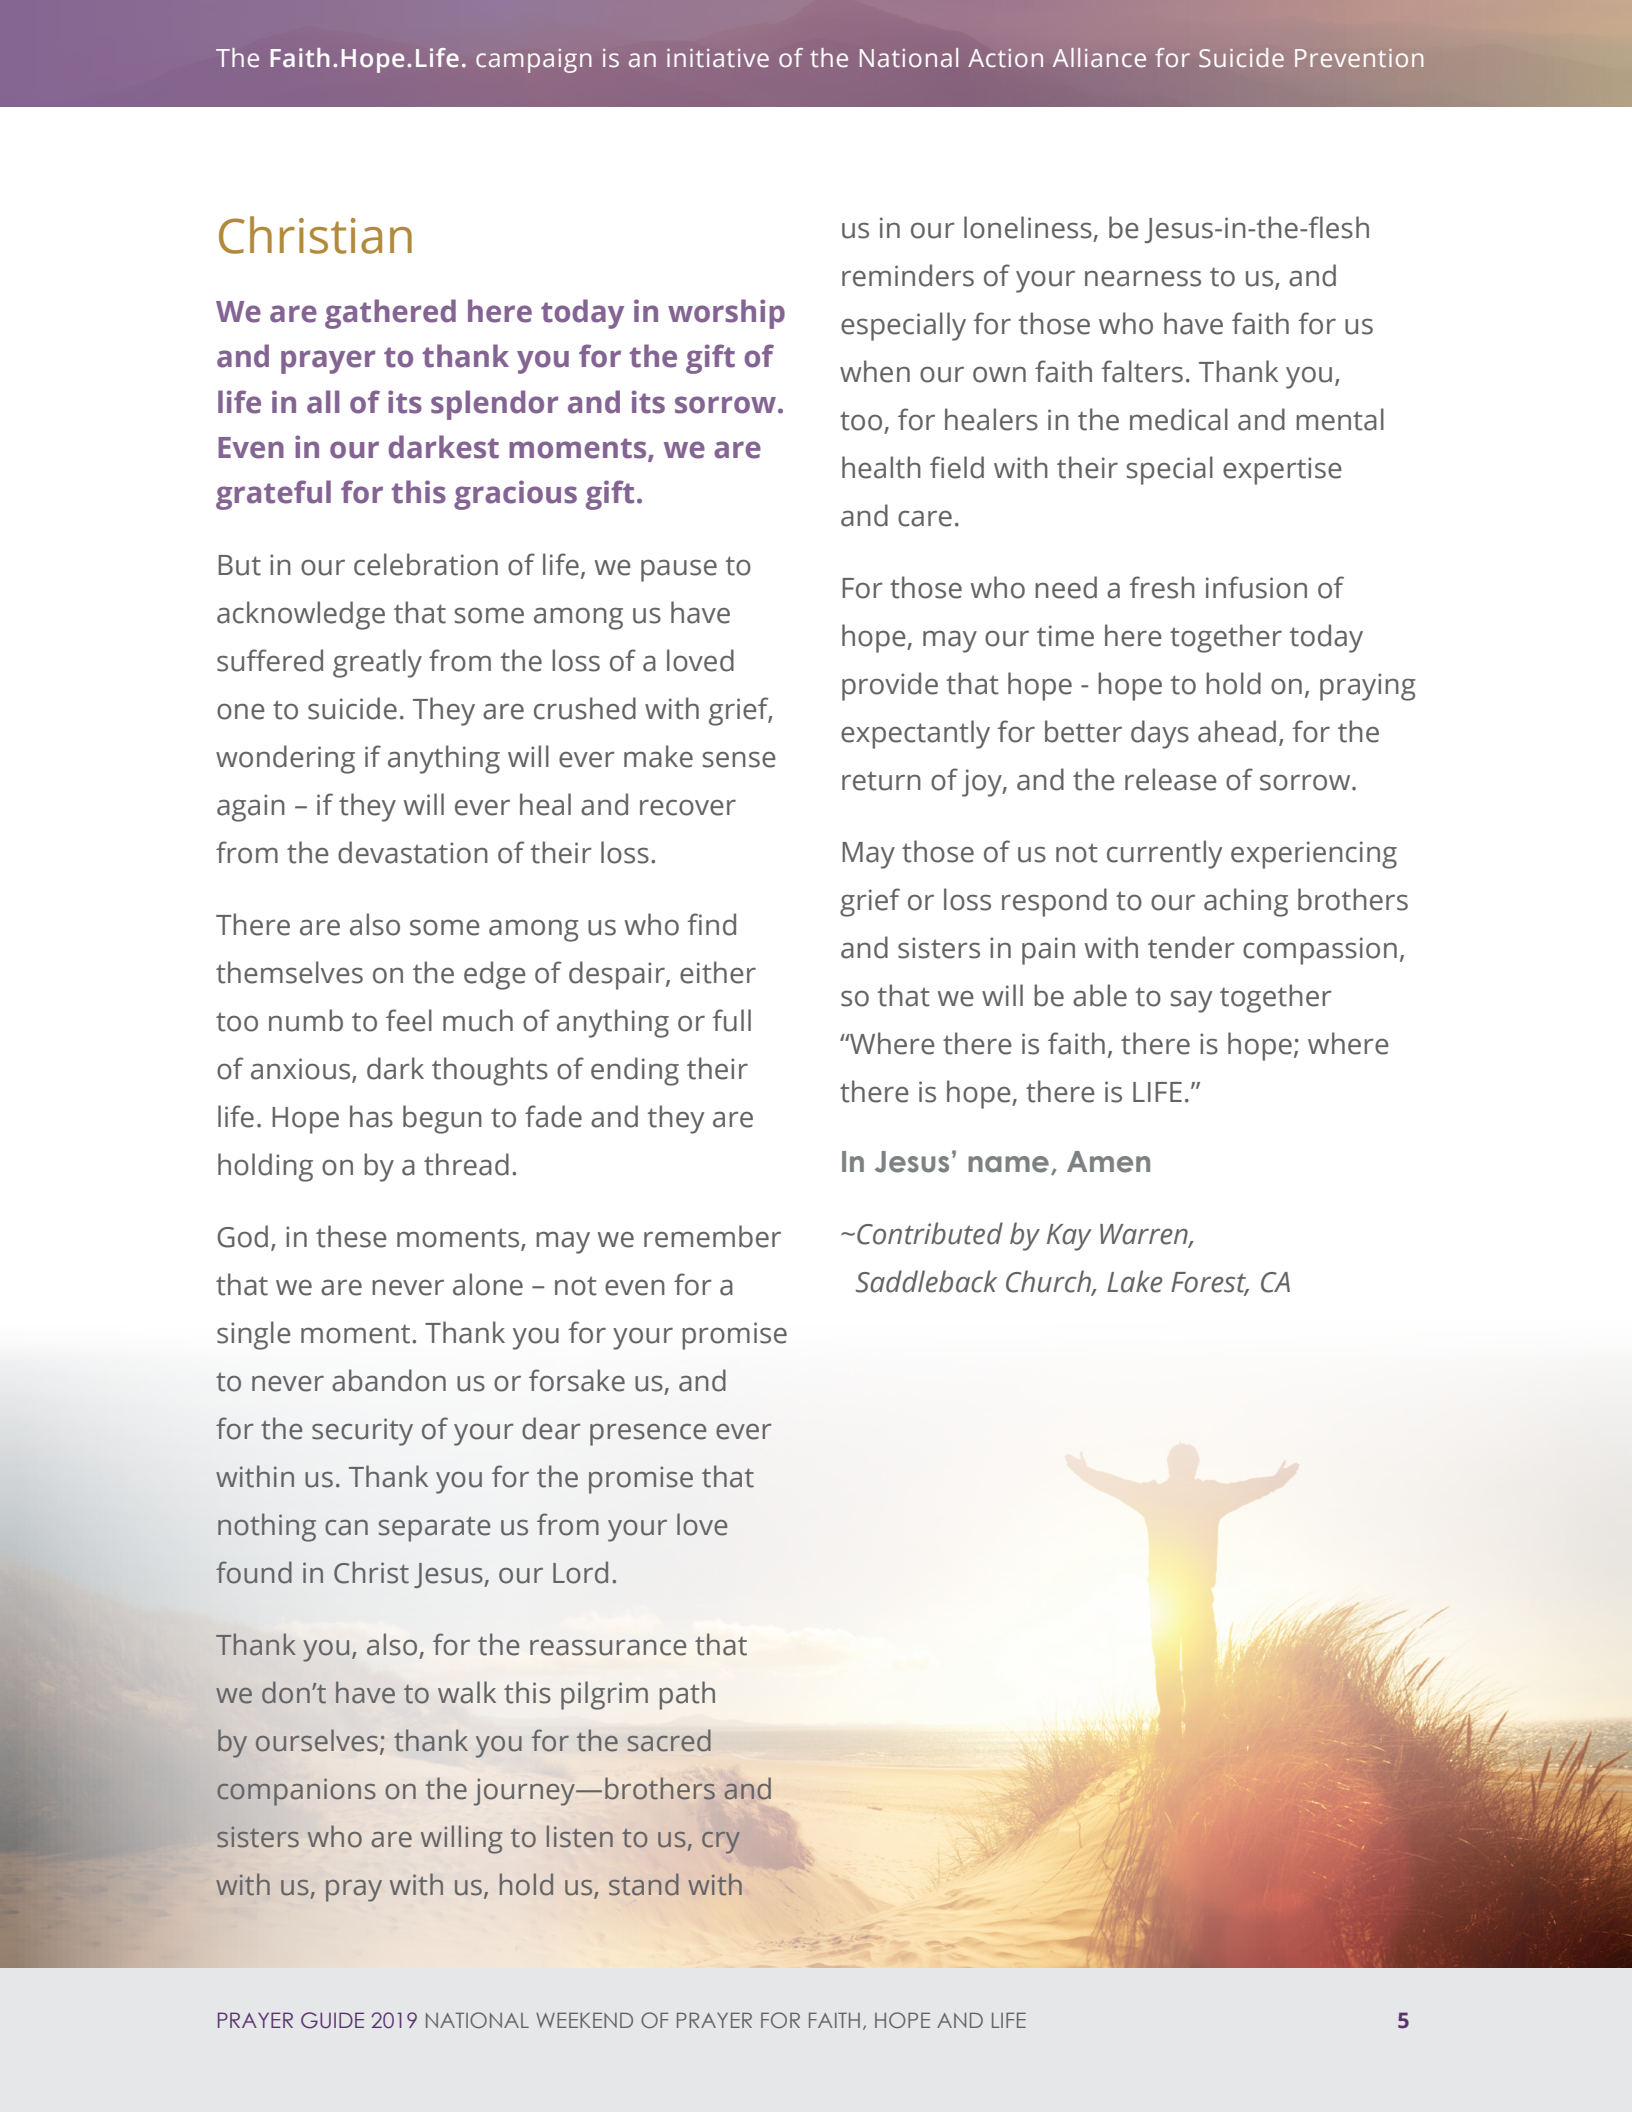 The Faith.Hope.Life. campaign is an initiative of the National Action Alliance for Suicide Prevention
Christian
We are gathered here today in worship
and prayer to thank you for the gift of
life in all of its splendor and its sorrow.
Even in our darkest moments, we are
grateful for this gracious gift.
But in our celebration of life, we pause to
acknowledge that some among us have
suffered greatly from the loss of a loved
one to suicide. They are crushed with grief,
wondering if anything will ever make sense
again – if they will ever heal and recover
from the devastation of their loss.
There are also some among us who find
themselves on the edge of despair, either
too numb to feel much of anything or full
of anxious, dark thoughts of ending their
life. Hope has begun to fade and they are
holding on by a thread.
God, in these moments, may we remember
that we are never alone – not even for a
single moment. Thank you for your promise
to never abandon us or forsake us, and
for the security of your dear presence ever
within us. Thank you for the promise that
nothing can separate us from your love
found in Christ Jesus, our Lord.
Thank you, also, for the reassurance that
we don’t have to walk this pilgrim path
by ourselves; thank you for the sacred
companions on the journey—brothers and
sisters who are willing to listen to us, cry
with us, pray with us, hold us, stand with
us in our loneliness, be Jesus-in-the-flesh
reminders of your nearness to us, and
especially for those who have faith for us
when our own faith falters. Thank you,
too, for healers in the medical and mental
health field with their special expertise
and care.
For those who need a fresh infusion of
hope, may our time here together today
provide that hope - hope to hold on, praying
expectantly for better days ahead, for the
return of joy, and the release of sorrow.
May those of us not currently experiencing
grief or loss respond to our aching brothers
and sisters in pain with tender compassion,
so that we will be able to say together
“Where there is faith, there is hope; where
there is hope, there is LIFE.”
In Jesus’ name, Amen
~Contributed by Kay Warren,
Saddleback Church, Lake Forest, CA
PRAYER GUIDE 2019 NATIONAL WEEKEND OF PRAYER FOR FAITH, HOPE AND LIFE
5